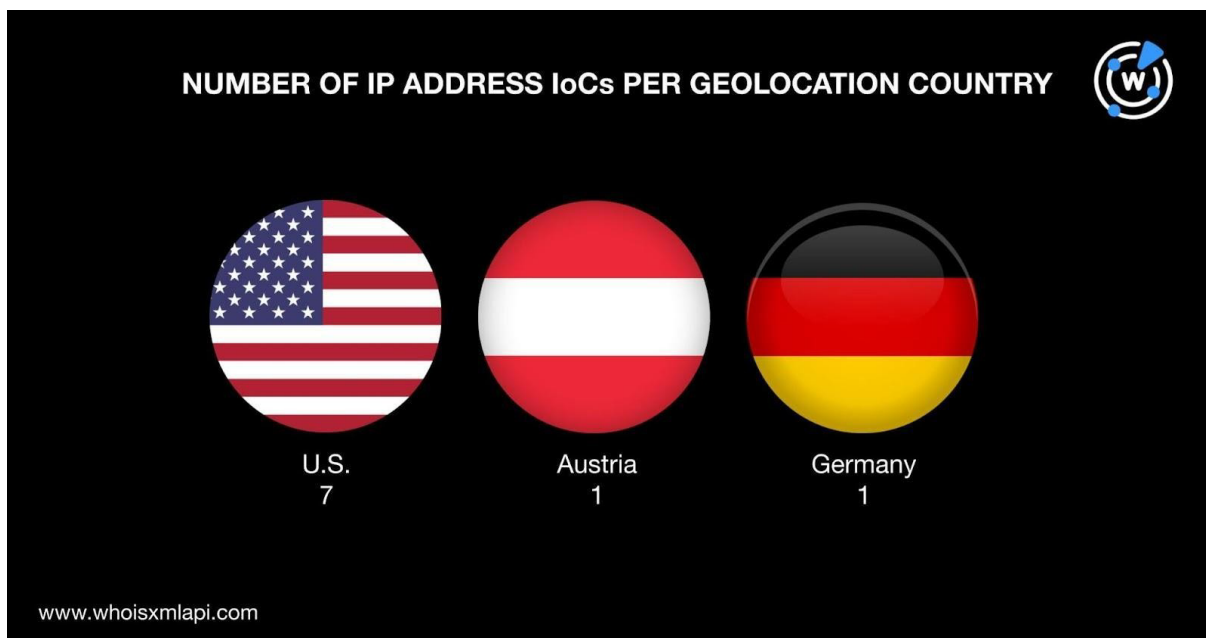 NUMBER OF IP ADDRESS IoCs PER GEOLOCATION COUNTRY
W
U.S.
7
Austria
1
Germany
1
www.whoisxmlapi.com